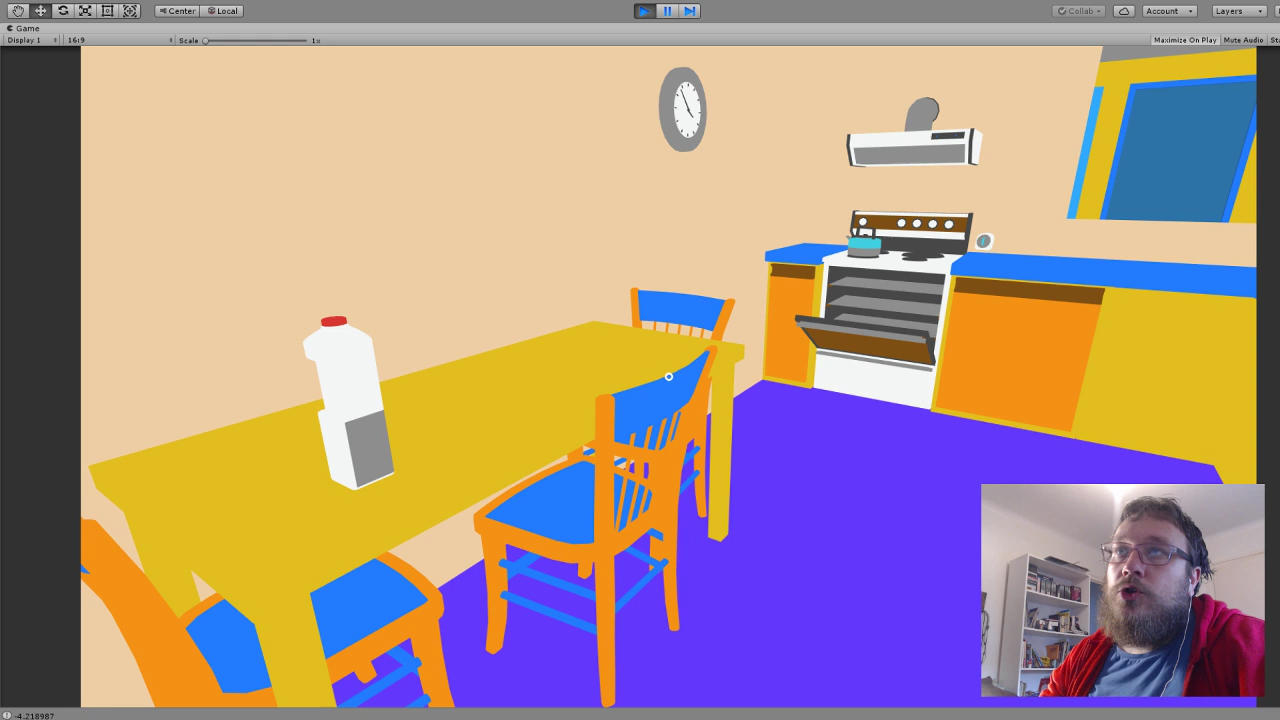 Center Local Collab Account Layers
Game
Display 1 16:9 Scale 1x Maximize On Play Mute Audio Sta
-4.218987